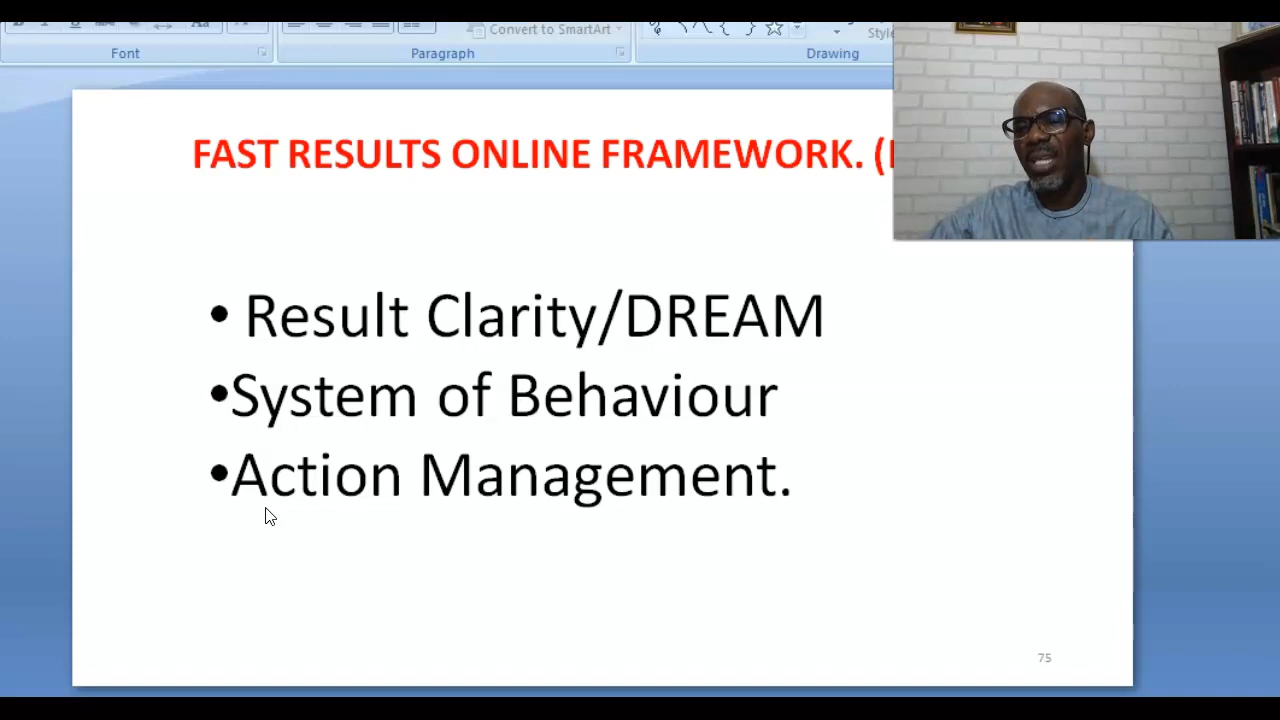 Convert to SmartArt
Font
Paragraph
Drawing
FAST RESULTS ONLINE FRAMEWORK. (
• Result Clarity/DREAM
•System of Behaviour
•Action Management.
75